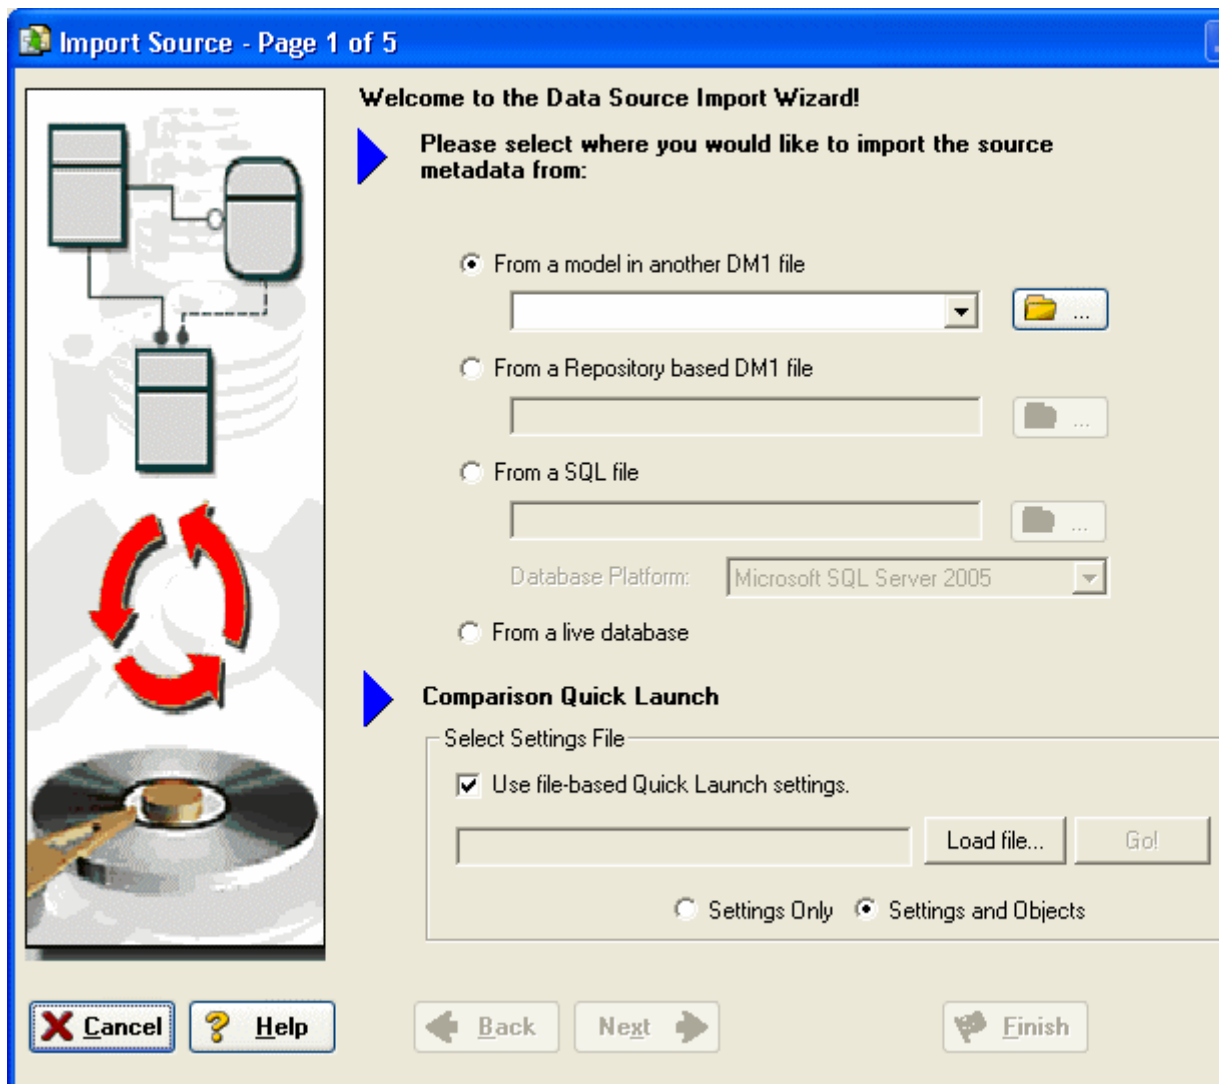 Import Source - Page 1 of 5
Welcome to the Data Source Import Wizard!
Please select where you would like to import the source
metadata from:
From a model in another DM1 file
...
From a Repository based DM1 file
...
From a SQL file
...
Database Platform: Microsoft SQL Server 2005
From a live database
Comparison Quick Launch
Select Settings File
Use file-based Quick Launch settings.
Load file... Go!
Settings Only Settings and Objects
Cancel Help Back Next Finish